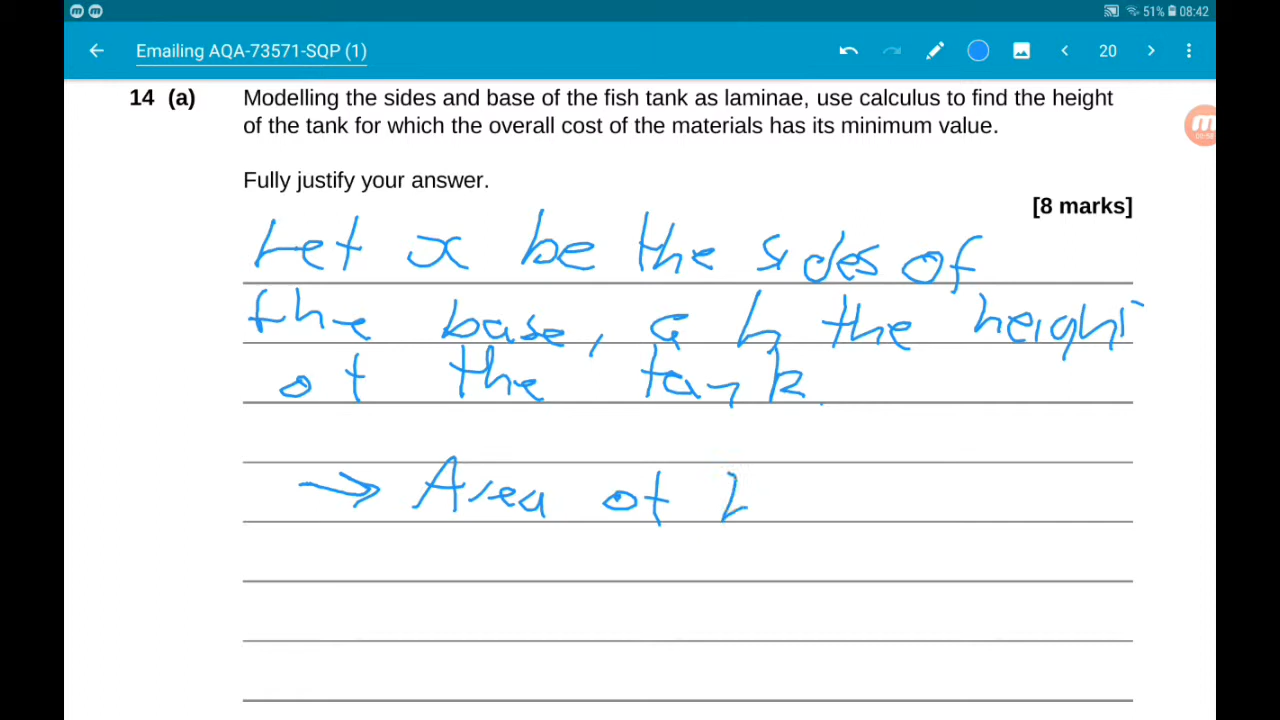 51% 08:42
Emailing AQA-73571-SQP (1)
20
14 (a) Modelling the sides and base of the fish tank as laminae, use calculus to find the height
of the tank for which the overall cost of the materials has its minimum value.
Fully justify your answer.
[8 marks]
Let x be the sides of
the base, a h the height
of the tank.
→ Area of